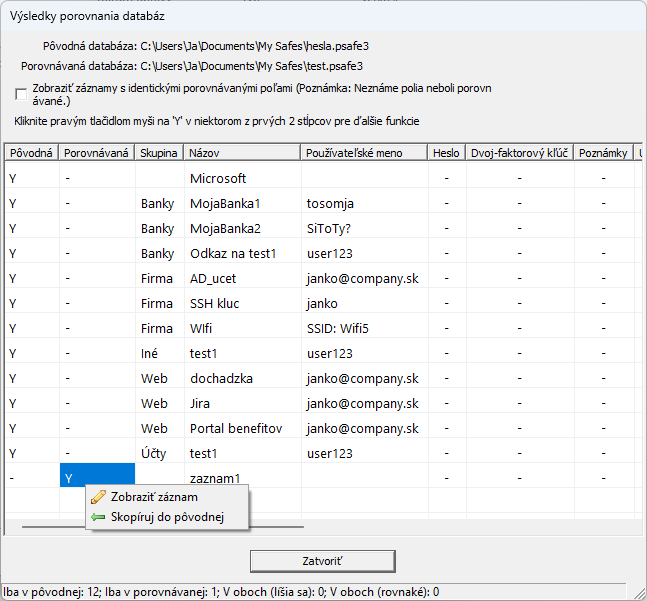 Výsledky porovnania databáz
Pôvodná databáza: C:\Users\Ja\Documents\My Safes\hesla.psafe3
Porovnávaná databáza: C:\Users\Ja\Documents\My Safes\test.psafe3
Zobraziť záznamy s identickými porovnávanými poľami (Poznámka: Neznáme polia neboli porovn
ávané.)
Kliknite pravým tlačidlom myši na 'Y' v niektorom z prvých 2 stĺpcov pre ďalšie funkcie
Pôvodná Porovnávaná Skupina Názov Používateľské meno Heslo Dvoj-faktorový kľúč Poznámky
Y - Microsoft - - -
Y - Banky MojaBanka1 tosomja - - -
Y - Banky MojaBanka2 SiToTy? - - -
Y - Banky Odkaz na test1 user123 - - -
Y - Firma AD_ucet janko@company.sk - - -
Y - Firma SSH kluc janko - - -
Y - Firma WIfi SSID: Wifi5 - - -
Y - Iné test1 user123 - - -
Y - Web dochadzka janko@company.sk - - -
Y - Web Jira janko@company.sk - - -
Y - Web Portal benefitov janko@company.sk - - -
Y - Účty test1 user123 - - -
- Y zaznam1 - - -
Zobraziť záznam
Skopíruj do pôvodnej
Zatvoriť
Iba v pôvodnej: 12; Iba v porovnávanej: 1; V oboch (líšia sa): 0; V oboch (rovnaké): 0